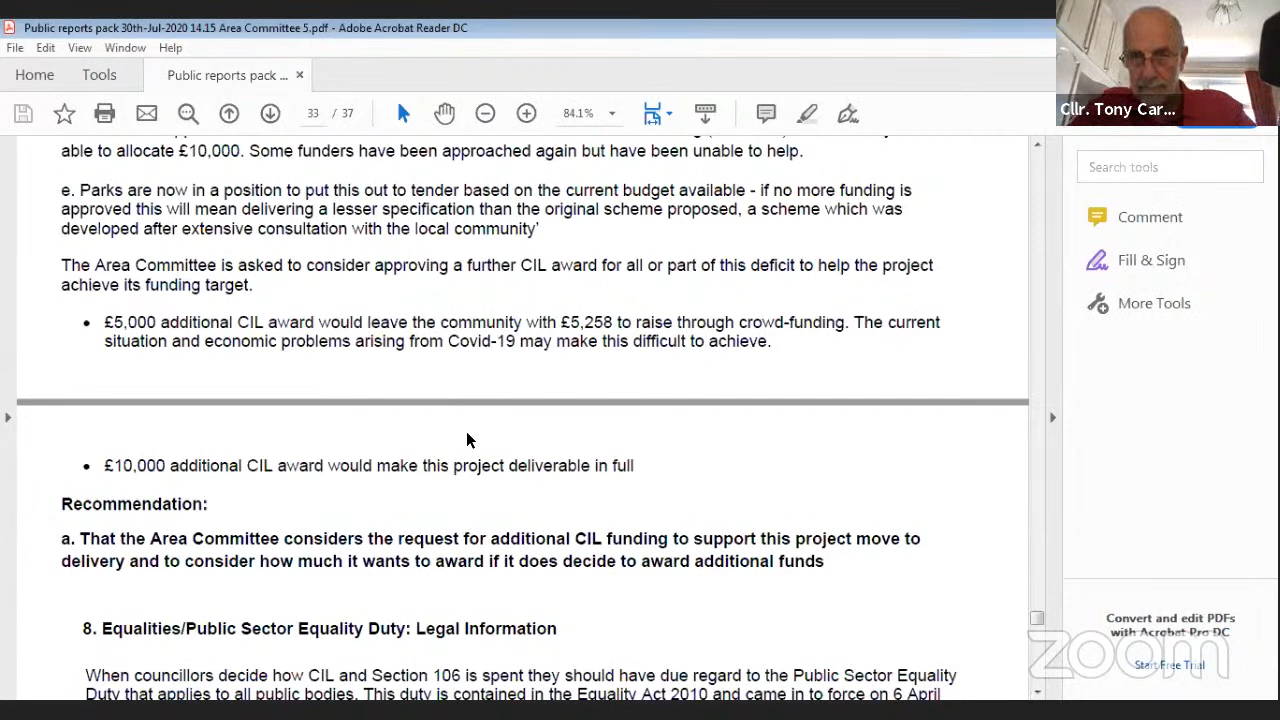 Public reports pack 30th-Jul-2020 14.15 Area Committee 5.pdf - Adobe Acrobat Reader DC
File Edit View Window Help
Home Tools Public reports pack ... ×
33 / 37 84.1%
Cllr. Tony Car...
able to allocate £10,000. Some funders have been approached again but have been unable to help.
e. Parks are now in a position to put this out to tender based on the current budget available - if no more funding is
approved this will mean delivering a lesser specification than the original scheme proposed, a scheme which was
developed after extensive consultation with the local community’
The Area Committee is asked to consider approving a further CIL award for all or part of this deficit to help the project
achieve its funding target.
• £5,000 additional CIL award would leave the community with £5,258 to raise through crowd-funding. The current
situation and economic problems arising from Covid-19 may make this difficult to achieve.
• £10,000 additional CIL award would make this project deliverable in full
Recommendation:
a. That the Area Committee considers the request for additional CIL funding to support this project move to
delivery and to consider how much it wants to award if it does decide to award additional funds
8. Equalities/Public Sector Equality Duty: Legal Information
When councillors decide how CIL and Section 106 is spent they should have due regard to the Public Sector Equality
Duty that applies to all public bodies. This duty is contained in the Equality Act 2010 and came in to force on 6 April
Search tools
Comment
Fill & Sign
More Tools
Convert and edit PDFs
with Acrobat Pro DC
Start Free Trial
zoom